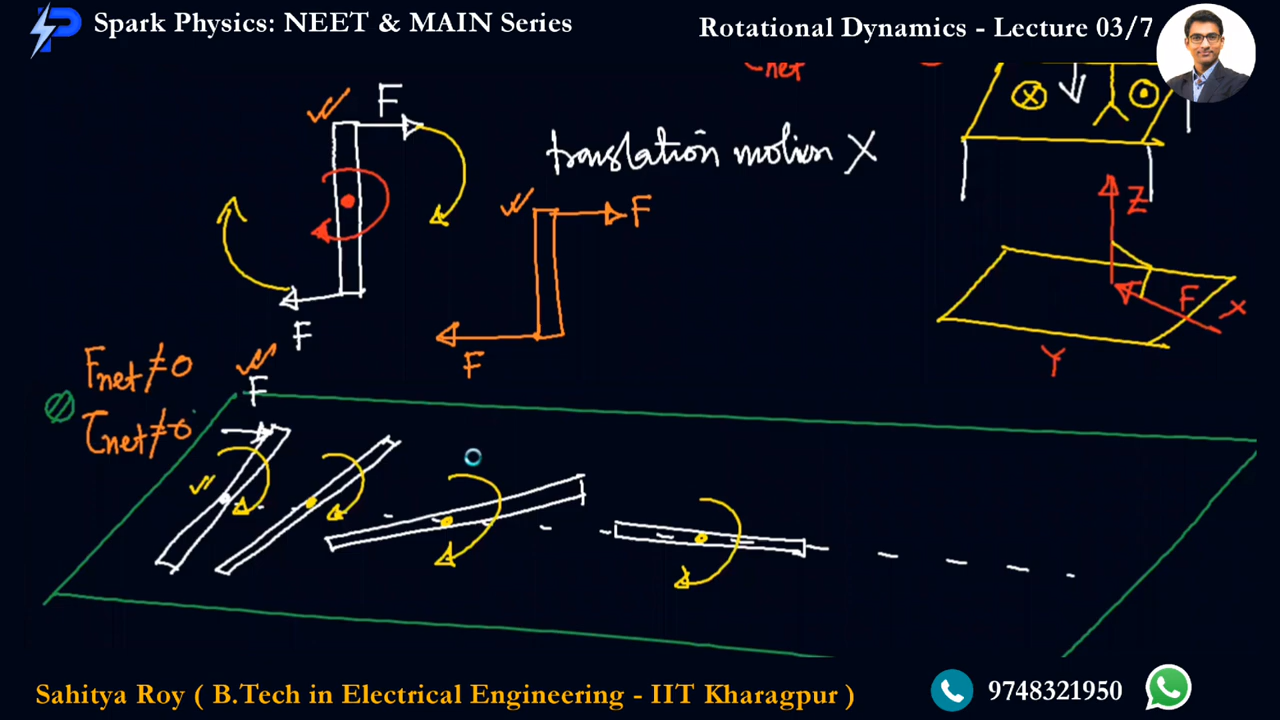 Spark Physics: NEET & MAIN Series
Rotational Dynamics - Lecture 03/7
net
F
translation motion X
F
F
F
Z
F
X
Y
Fnet ≠ 0
τnet ≠ 0
F
Sahitya Roy ( B.Tech in Electrical Engineering - IIT Kharagpur )
9748321950